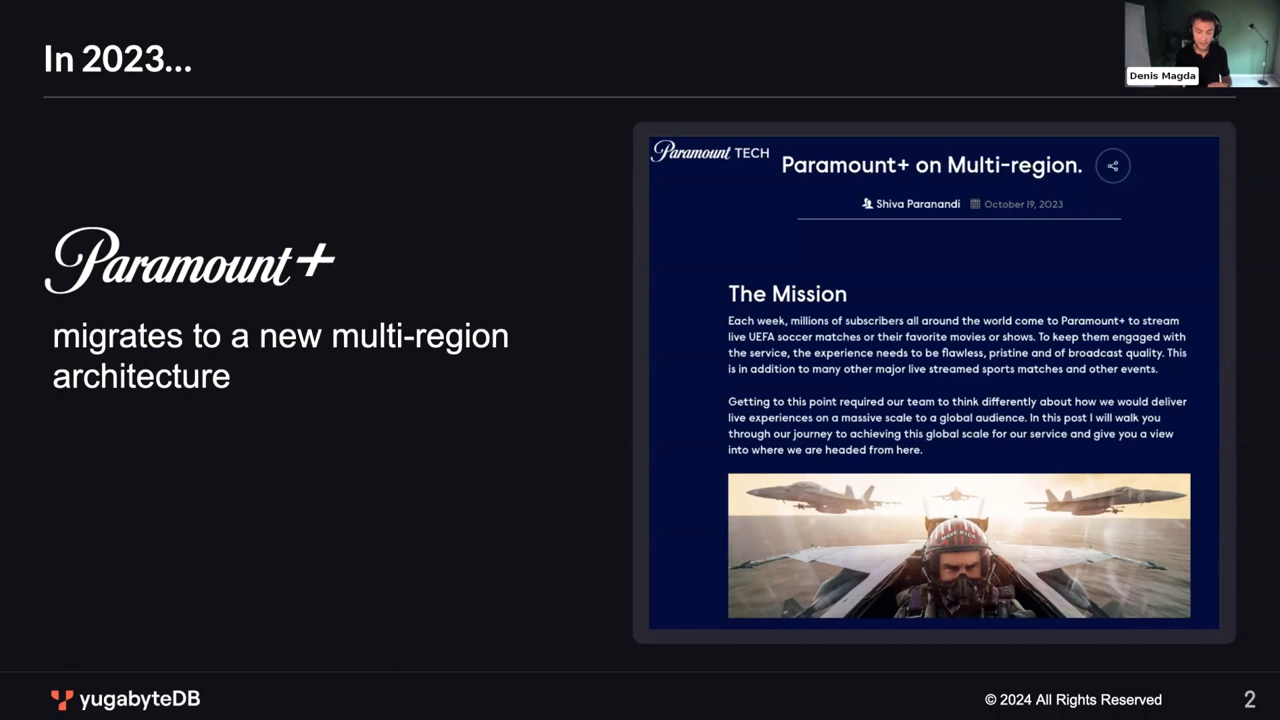 In 2023...
Denis Magda
Paramount+
migrates to a new multi-region
architecture
Paramount TECH
Paramount+ on Multi-region.
Shiva Paranandi October 19, 2023
The Mission
Each week, millions of subscribers all around the world come to Paramount+ to stream
live UEFA soccer matches or their favorite movies or shows. To keep them engaged with
the service, the experience needs to be flawless, pristine and of broadcast quality. This
is in addition to many other major live streamed sports matches and other events.
Getting to this point required our team to think differently about how we would deliver
live experiences on a massive scale to a global audience. In this post I will walk you
through our journey to achieving this global scale for our service and give you a view
into where we are headed from here.
MAVERICK
yugabyteDB
© 2024 All Rights Reserved
2